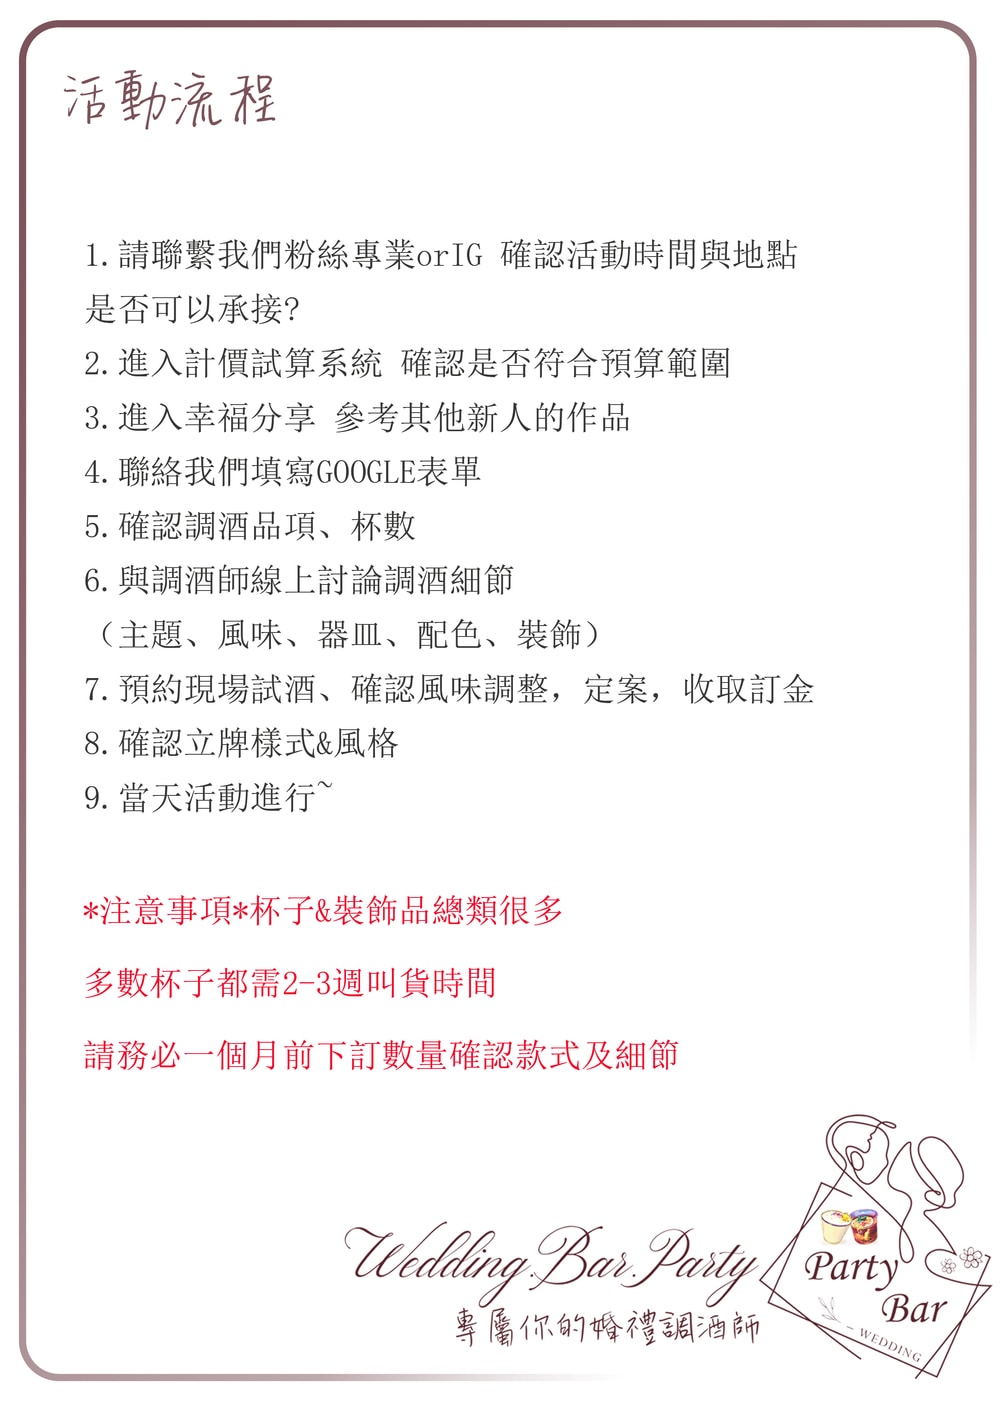 活動流程
1.請聯繫我們粉絲專業orIG 確認活動時間與地點
是否可以承接?
2.進入計價試算系統 確認是否符合預算範圍
3.進入幸福分享 參考其他新人的作品
4.聯絡我們填寫GOOGLE表單
5.確認調酒品項、杯數
6.與調酒師線上討論調酒細節
（主題、風味、器皿、配色、裝飾）
7.預約現場試酒、確認風味調整，定案，收取訂金
8.確認立牌樣式&風格
9.當天活動進行~
*注意事項*杯子&裝飾品總類很多
多數杯子都需2-3週叫貨時間
請務必一個月前下訂數量確認款式及細節
Wedding.Bar.Party
專屬你的婚禮調酒師
Party
Bar
- WEDDING